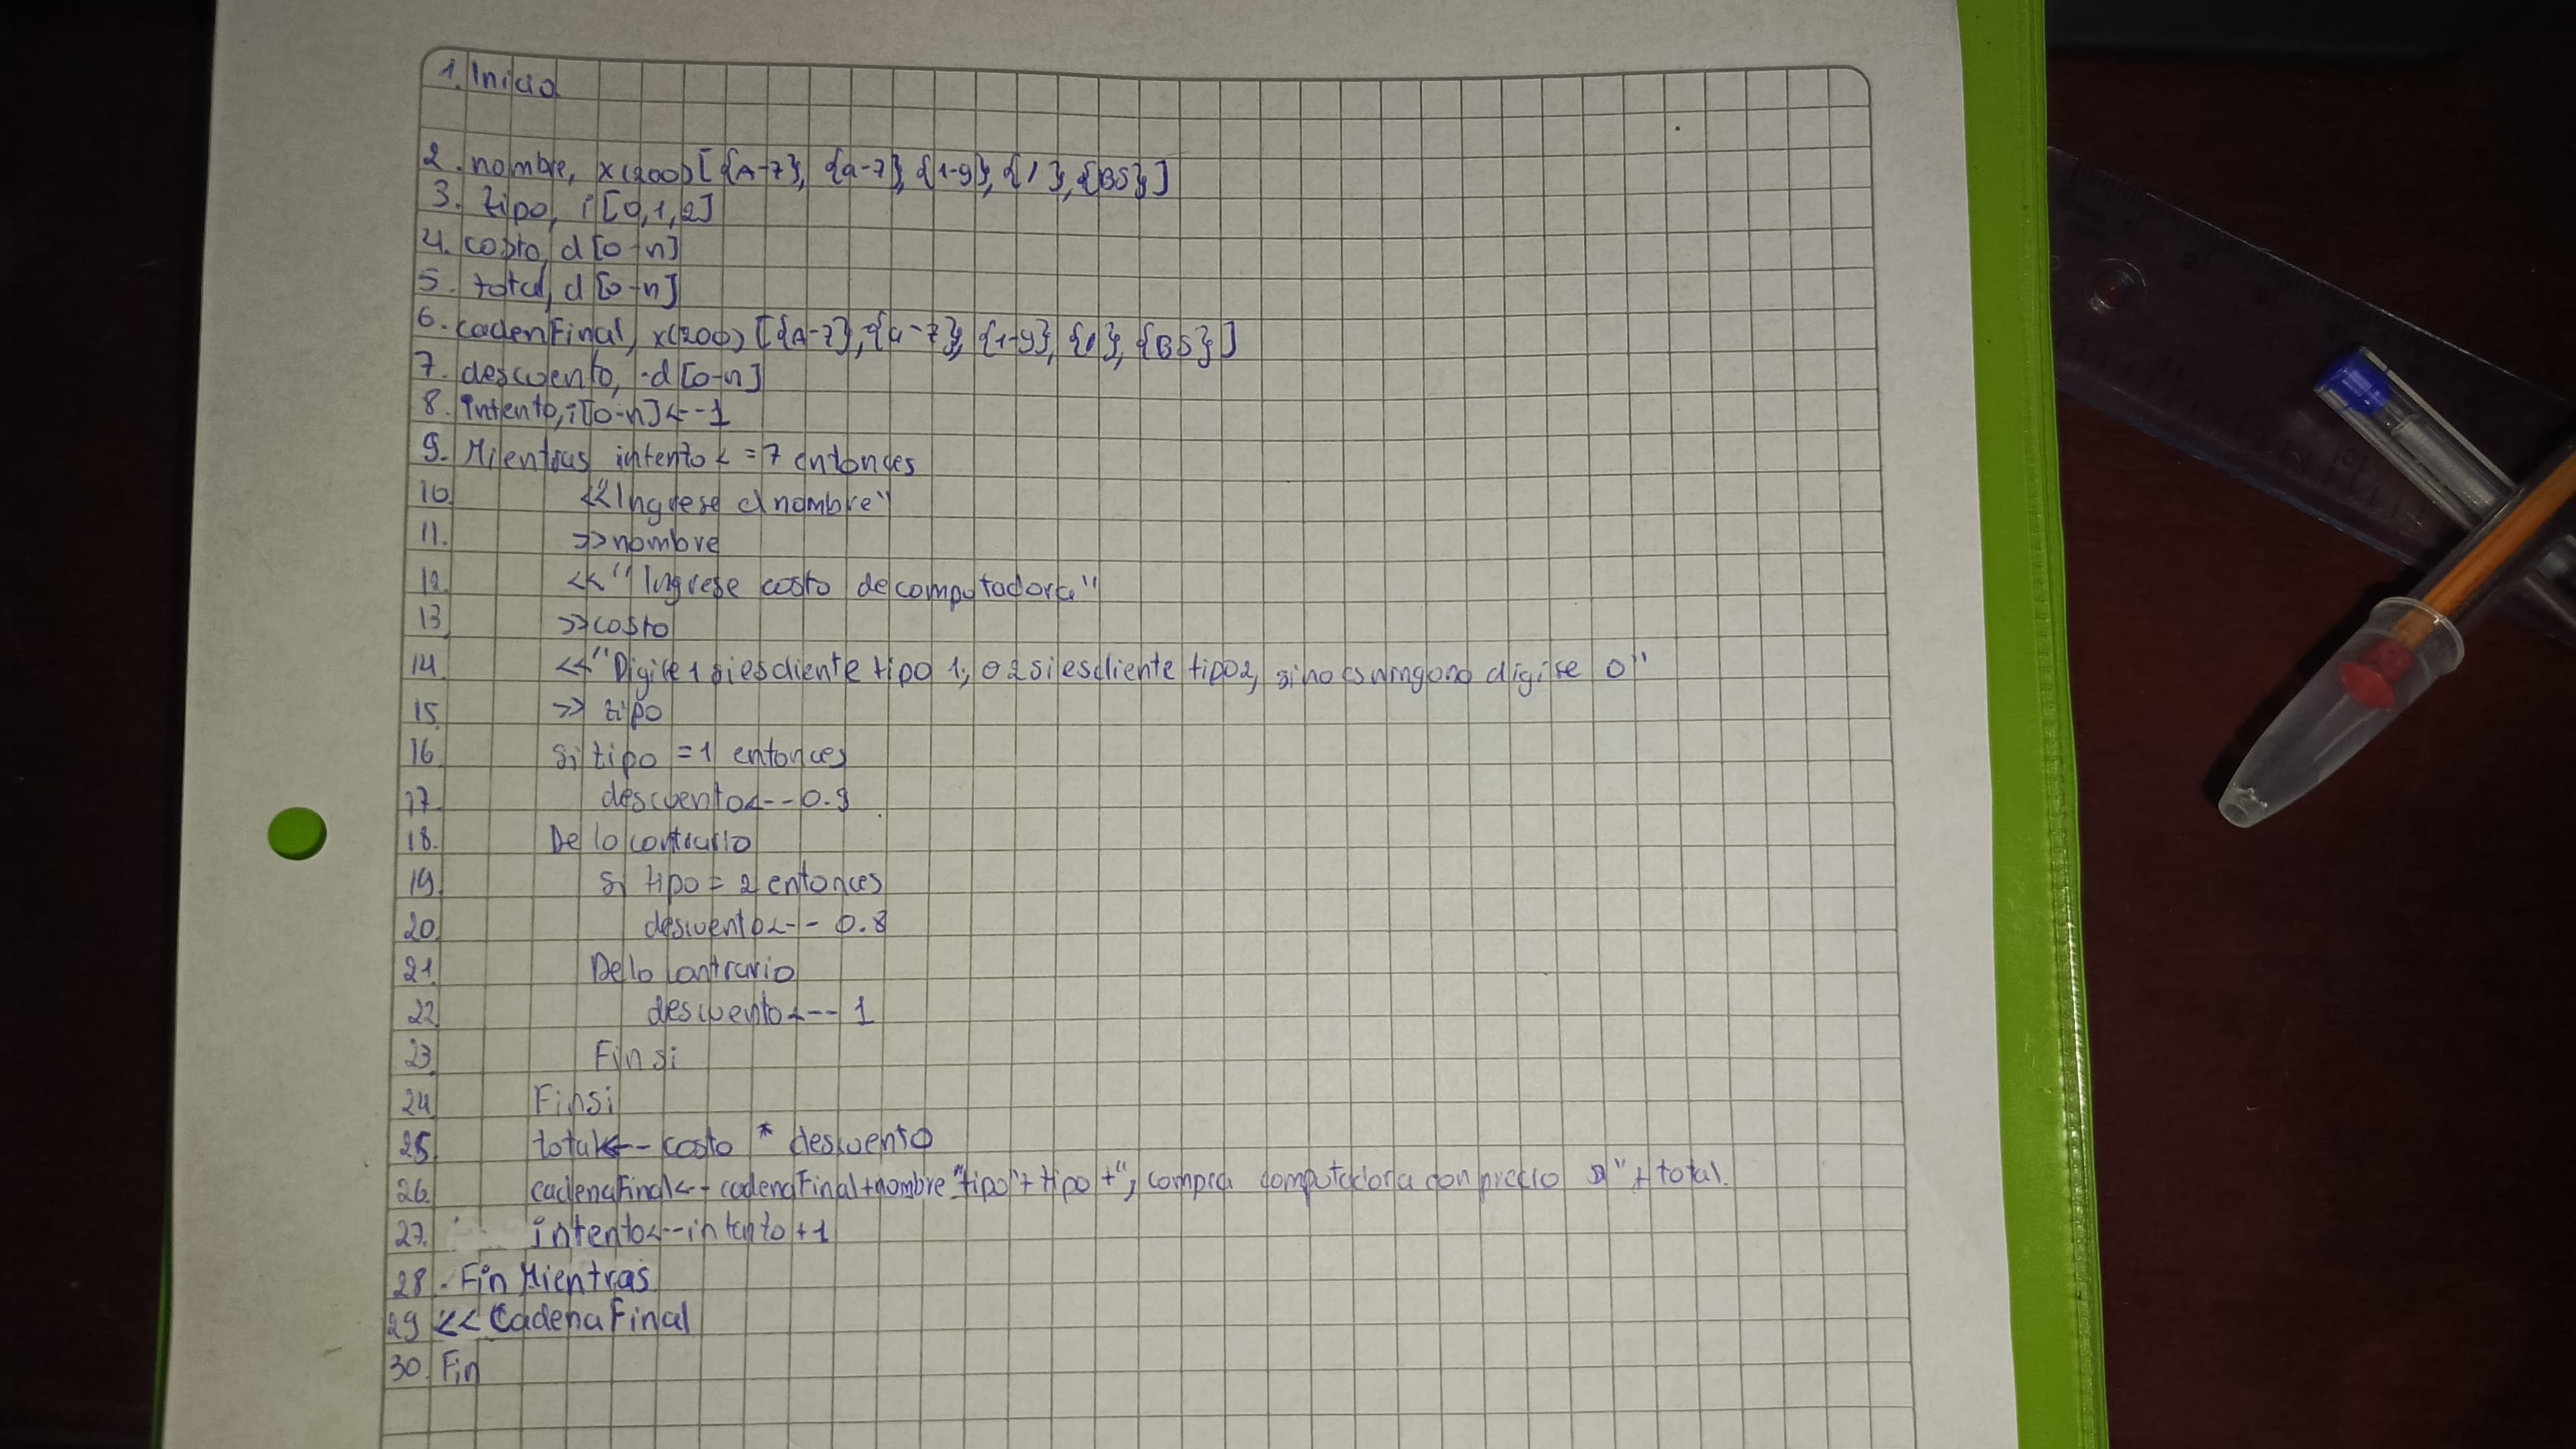 1. Inicio
2. nombre, x(200)[{A-z}, {a-z}, {1-9}, {/}, {BS}]
3. tipo, i[0,1,2]
4. costo, d[0-n]
5. total, d[0-n]
6. cadenFinal, x(200)[{A-z}, {a-z}, {1-9}, {/}, {BS}]
7. descuento, d[0-n]
8. intento, i[0-n]<--1
9. Mientras intento <=7 entonces
10. <<"Ingrese el nombre"
11. >>nombre
12. <<"Ingrese costo de computadora"
13 >>costo
14 <<"Digite 1 si es cliente tipo 1, o 2 si es cliente tipo 2, si no es ninguno digite 0"
15. >> tipo
16 si tipo =1 entonces
17. descuento<--0.9
18. De lo contrario
19. si tipo = 2 entonces
20. descuento<-- 0.8
21. De lo contrario
22. descuento<-- 1
23. Fin si
24. Finsi
25. total<-- costo * descuento
26. cadenaFinal<-- cadenaFinal+nombre "tipo"+ tipo +", compra computadora con precio a" + total.
27. intento<--intento+1
28. Fin Mientras
29 << CadenaFinal
30. Fin